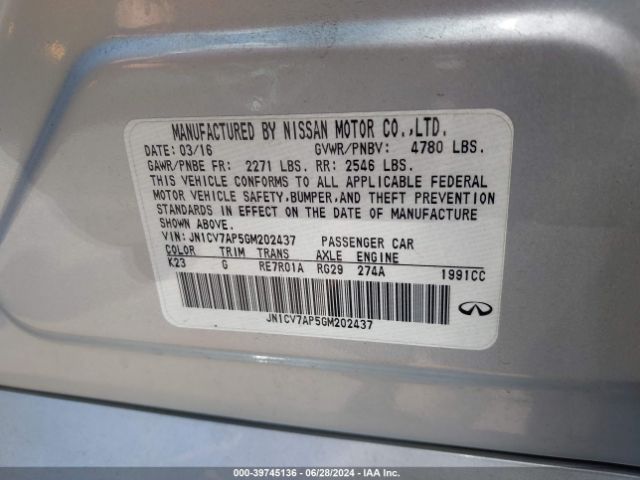 MANUFACTURED BY NISSAN MOTOR CO.,LTD.
DATE: 03/16 GVWR/PNBV: 4780 LBS.
GAWR/PNBE FR: 2271 LBS. RR: 2546 LBS.
THIS VEHICLE CONFORMS TO ALL APPLICABLE FEDERAL
MOTOR VEHICLE SAFETY,BUMPER,AND THEFT PREVENTION
STANDARDS IN EFFECT ON THE DATE OF MANUFACTURE
SHOWN ABOVE.
VIN: JN1CV7AP5GM202437 PASSENGER CAR
COLOR TRIM TRANS AXLE ENGINE
K23 G RE7R01A RG29 274A 1991CC
JN1CV7AP5GM202437
000-39745136 - 06/28/2024 - IAA Inc.